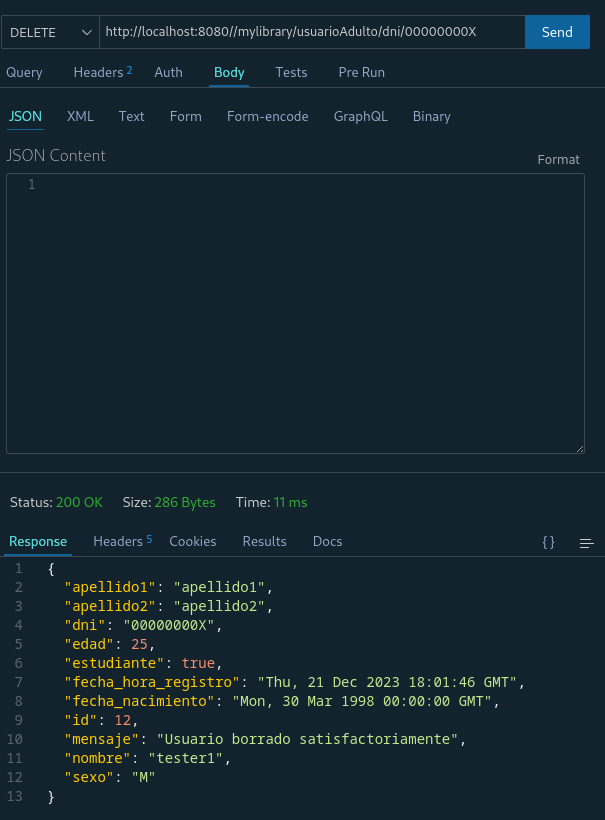 DELETE http://localhost:8080//mylibrary/usuarioAdulto/dni/00000000X Send
Query Headers 2 Auth Body Tests Pre Run
JSON XML Text Form Form-encode GraphQL Binary
JSON Content Format
1
Status: 200 OK Size: 286 Bytes Time: 11 ms
Response Headers 5 Cookies Results Docs {}
1 {
2 "apellido1": "apellido1",
3 "apellido2": "apellido2",
4 "dni": "00000000X",
5 "edad": 25,
6 "estudiante": true,
7 "fecha_hora_registro": "Thu, 21 Dec 2023 18:01:46 GMT",
8 "fecha_nacimiento": "Mon, 30 Mar 1998 00:00:00 GMT",
9 "id": 12,
10 "mensaje": "Usuario borrado satisfactoriamente",
11 "nombre": "tester1",
12 "sexo": "M"
13 }